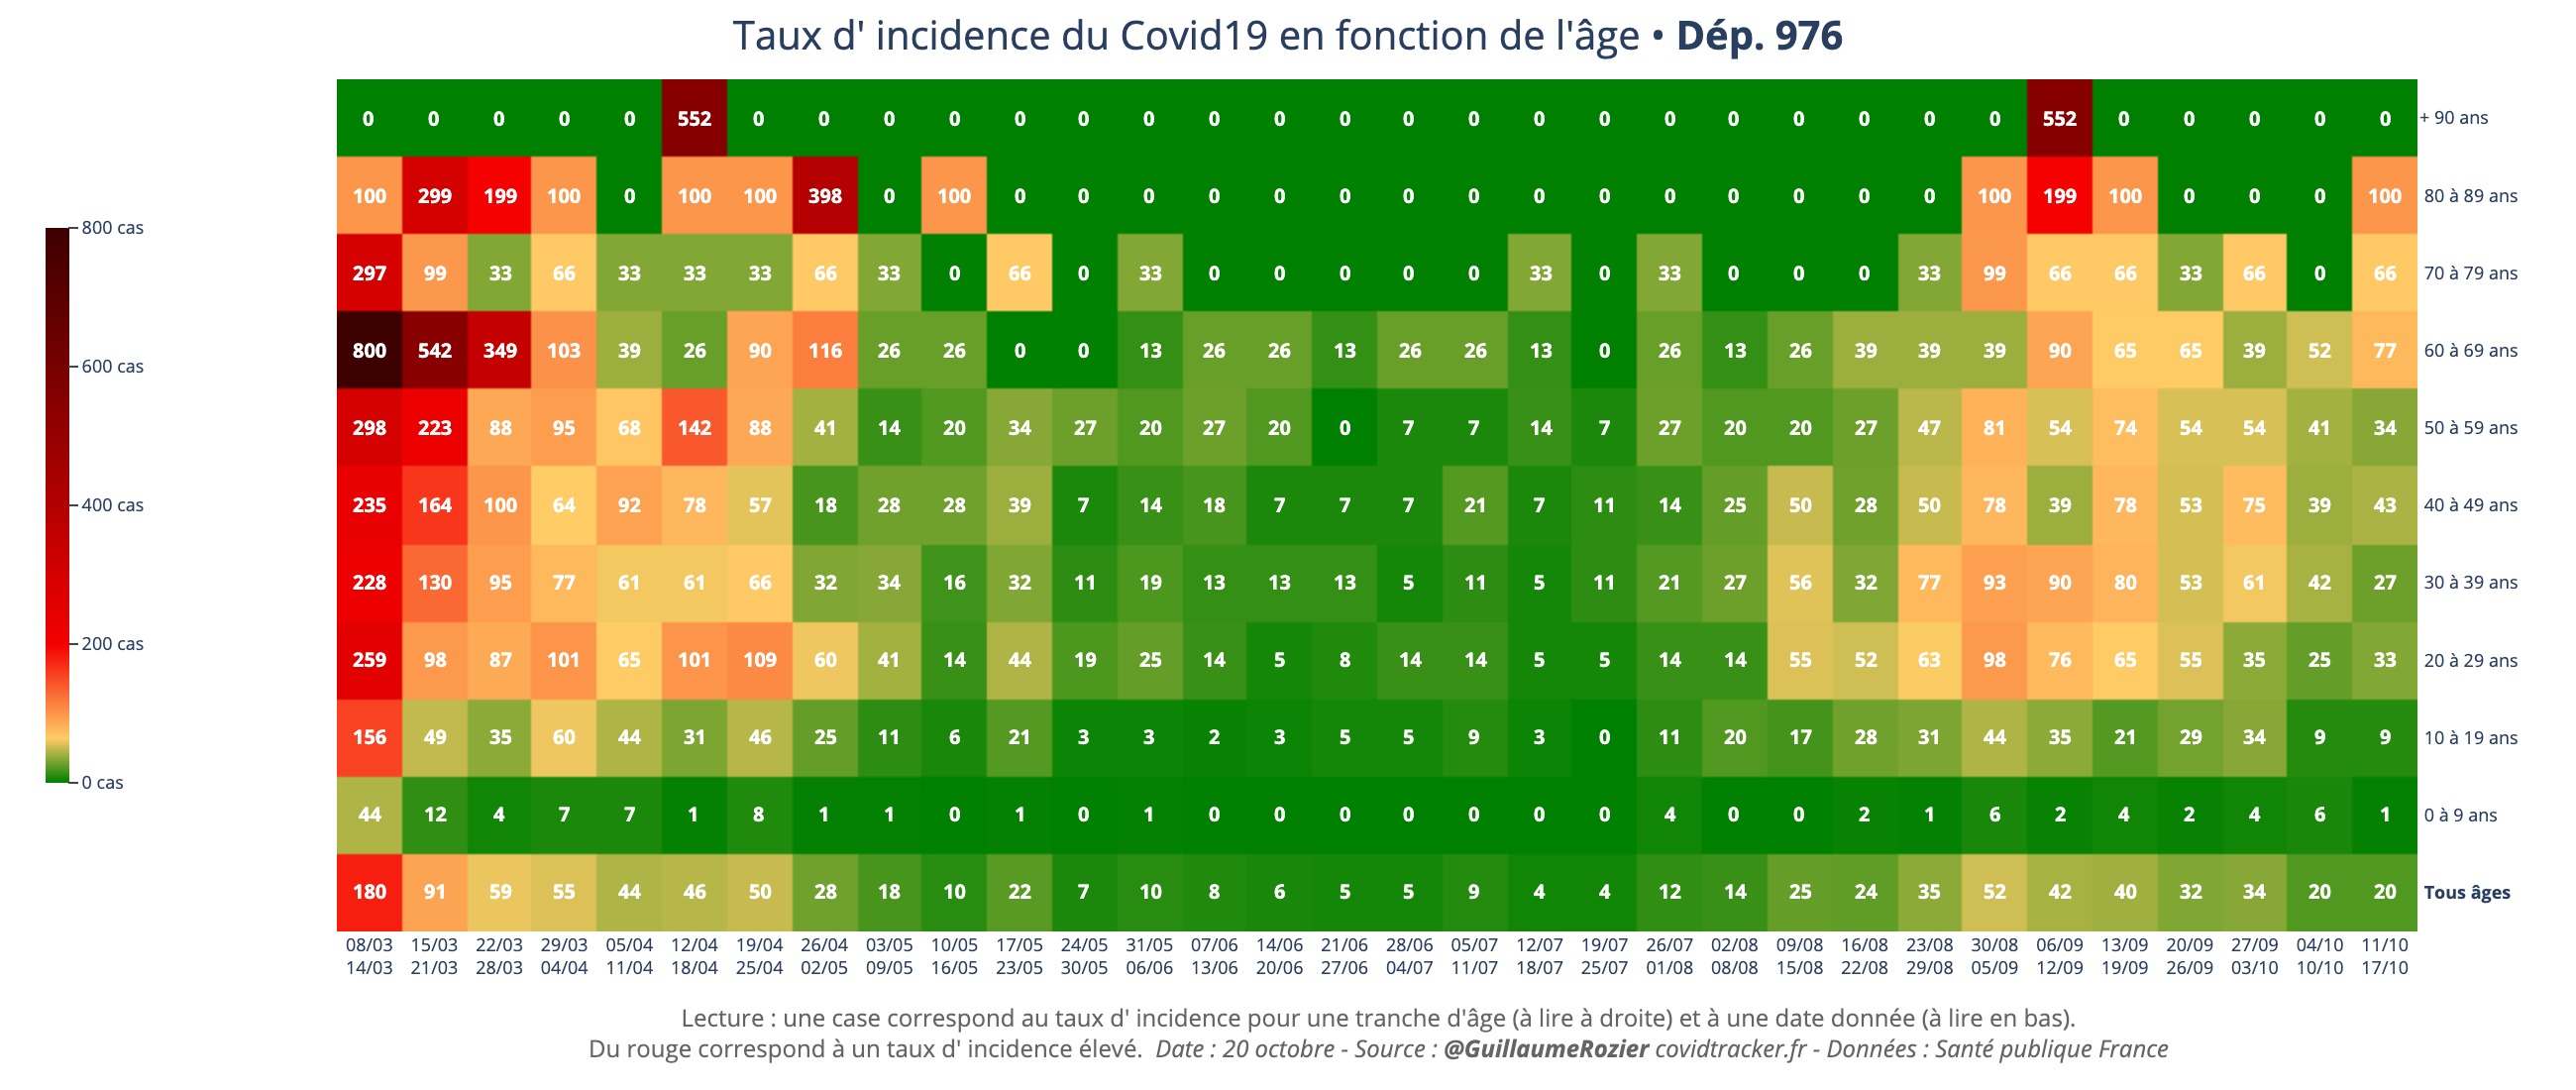 Taux d' incidence du Covid19 en fonction de l'âge • Dép. 976
800 cas
600 cas
400 cas
200 cas
0 cas
0 0 0 0 0 552 0 0 0 0 0 0 0 0 0 0 0 0 0 0 0 0 0 0 0 0 552 0 0 0 0 0 + 90 ans
100 299 199 100 0 100 100 398 0 100 0 0 0 0 0 0 0 0 0 0 0 0 0 0 0 100 199 100 0 0 0 100 80 à 89 ans
297 99 33 66 33 33 33 66 33 0 66 0 33 0 0 0 0 0 33 0 33 0 0 0 33 99 66 66 33 66 0 66 70 à 79 ans
800 542 349 103 39 26 90 116 26 26 0 0 13 26 26 13 26 26 13 0 26 13 26 39 39 39 90 65 65 39 52 77 60 à 69 ans
298 223 88 95 68 142 88 41 14 20 34 27 20 27 20 0 7 7 14 7 27 20 20 27 47 81 54 74 54 54 41 34 50 à 59 ans
235 164 100 64 92 78 57 18 28 28 39 7 14 18 7 7 7 21 7 11 14 25 50 28 50 78 39 78 53 75 39 43 40 à 49 ans
228 130 95 77 61 61 66 32 34 16 32 11 19 13 13 13 5 11 5 11 21 27 56 32 77 93 90 80 53 61 42 27 30 à 39 ans
259 98 87 101 65 101 109 60 41 14 44 19 25 14 5 8 14 14 5 5 14 14 55 52 63 98 76 65 55 35 25 33 20 à 29 ans
156 49 35 60 44 31 46 25 11 6 21 3 3 2 3 5 5 9 3 0 11 20 17 28 31 44 35 21 29 34 9 9 10 à 19 ans
44 12 4 7 7 1 8 1 1 0 1 0 1 0 0 0 0 0 0 0 4 0 0 2 1 6 2 4 2 4 6 1 0 à 9 ans
180 91 59 55 44 46 50 28 18 10 22 7 10 8 6 5 5 9 4 4 12 14 25 24 35 52 42 40 32 34 20 20 Tous âges
08/03 15/03 22/03 29/03 05/04 12/04 19/04 26/04 03/05 10/05 17/05 24/05 31/05 07/06 14/06 21/06 28/06 05/07 12/07 19/07 26/07 02/08 09/08 16/08 23/08 30/08 06/09 13/09 20/09 27/09 04/10 11/10
14/03 21/03 28/03 04/04 11/04 18/04 25/04 02/05 09/05 16/05 23/05 30/05 06/06 13/06 20/06 27/06 04/07 11/07 18/07 25/07 01/08 08/08 15/08 22/08 29/08 05/09 12/09 19/09 26/09 03/10 10/10 17/10
Lecture : une case correspond au taux d' incidence pour une tranche d'âge (à lire à droite) et à une date donnée (à lire en bas).
Du rouge correspond à un taux d' incidence élevé. Date : 20 octobre - Source : @GuillaumeRozier covidtracker.fr - Données : Santé publique France